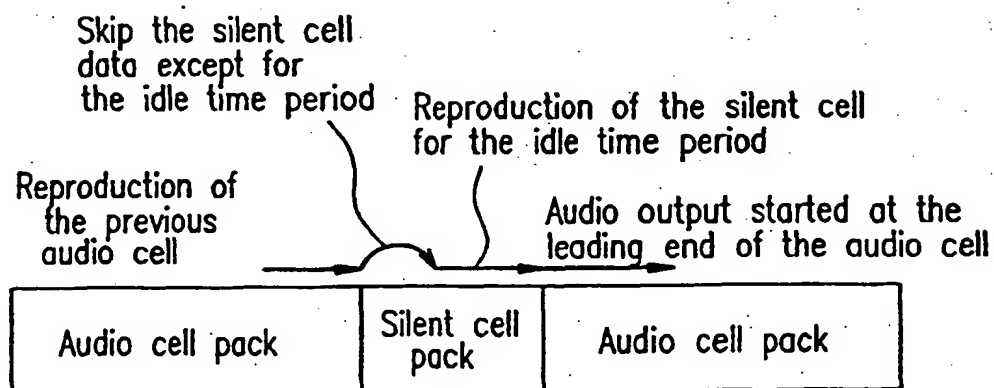 Skip the silent cell
data except for
the idle time period
Reproduction of the silent cell
for the idle time period
Reproduction of
the previous
audio cell
Audio output started at the
leading end of the audio cell
Audio cell pack
Silent cell
pack
Audio cell pack